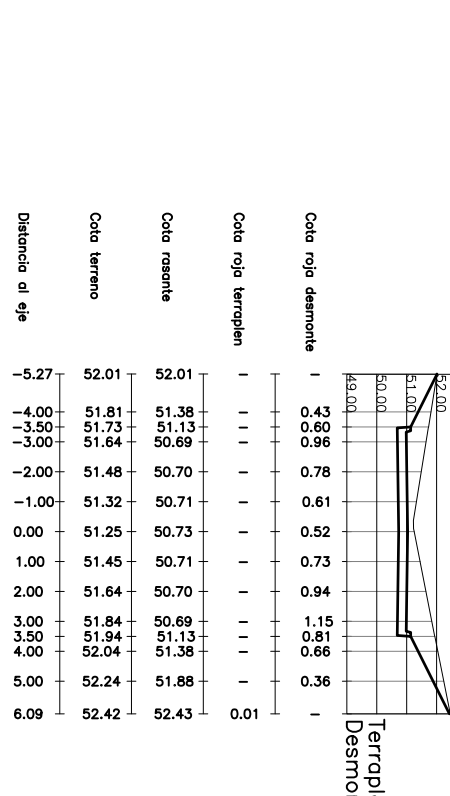 Distancia al eje
Cota terreno
Cota rasante
Cota roja terraplen
Cota roja desmonte
-5.27 52.01 52.01 - -
-4.00 51.81 51.38 - 0.43
-3.50 51.73 51.13 - 0.60
-3.00 51.64 50.69 - 0.96
-2.00 51.48 50.70 - 0.78
-1.00 51.32 50.71 - 0.61
0.00 51.25 50.73 - 0.52
1.00 51.45 50.71 - 0.73
2.00 51.64 50.70 - 0.94
3.00 51.84 50.69 - 1.15
3.50 51.94 51.13 - 0.81
4.00 52.04 51.38 - 0.66
5.00 52.24 51.88 - 0.36
6.09 52.42 52.43 0.01 -
49.00
50.00
51.00
52.00
Terrapl
Desmo